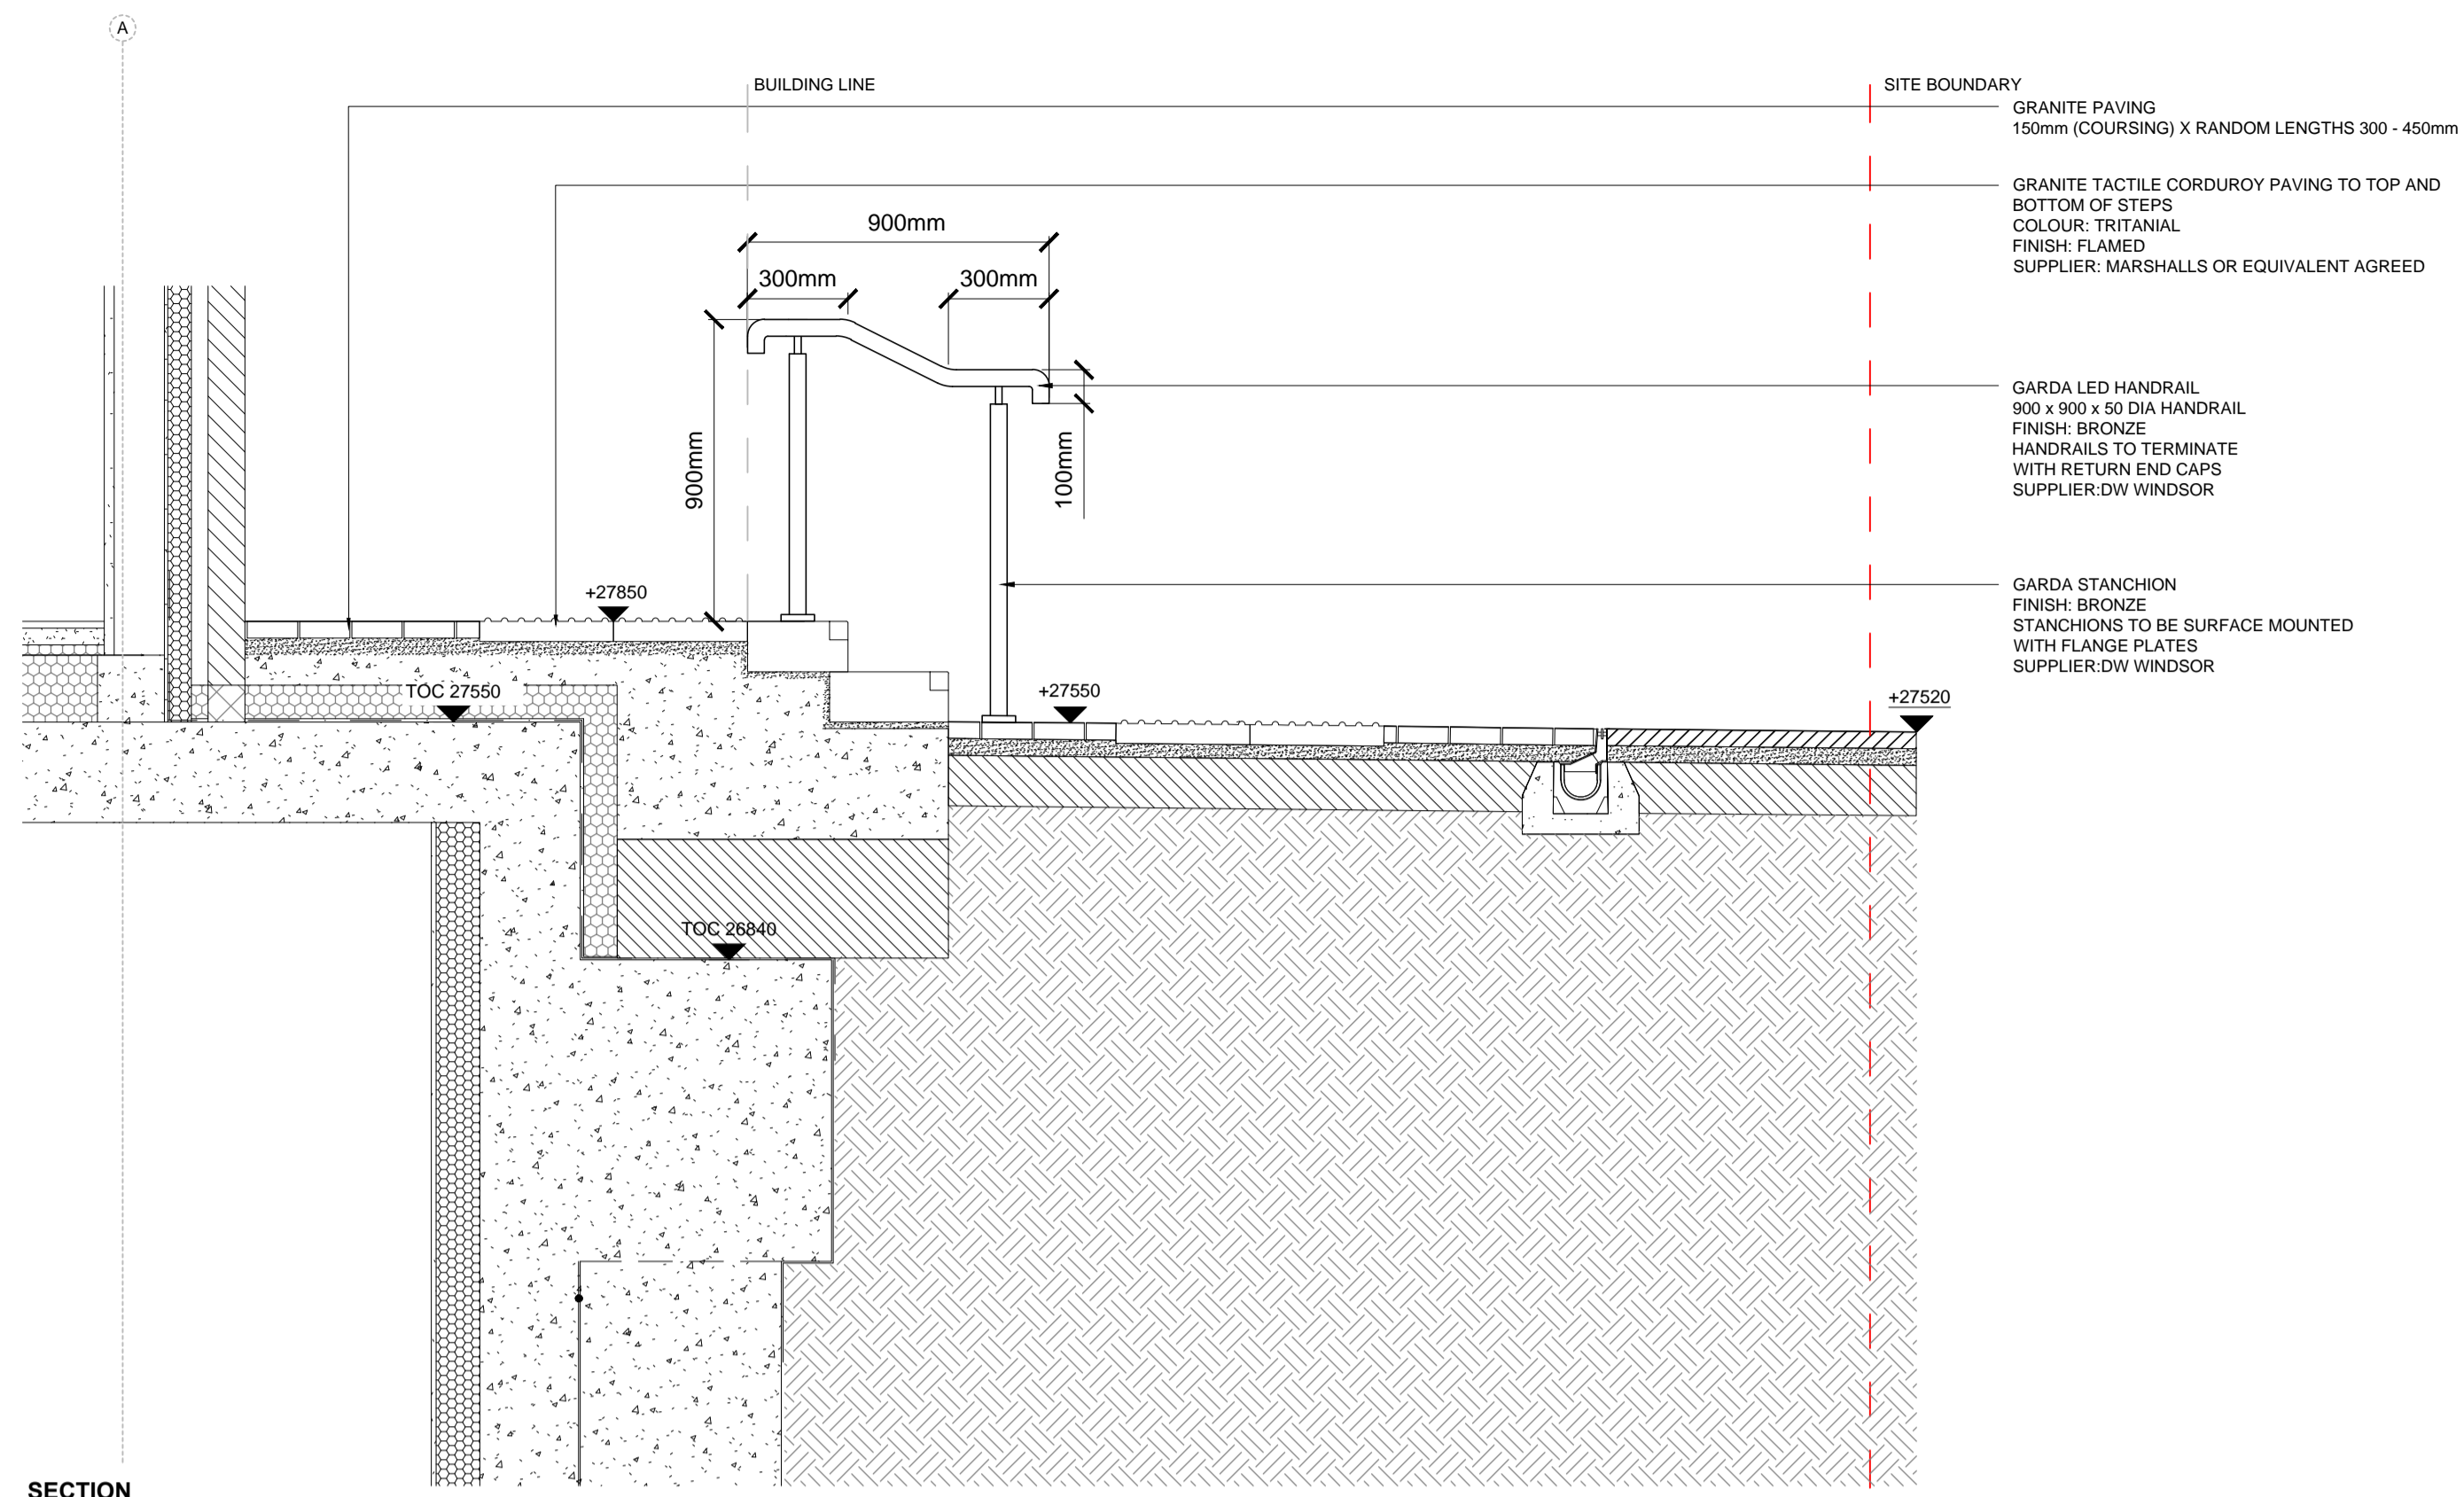 A
BUILDING LINE
SITE BOUNDARY
GRANITE PAVING
150mm (COURSING) X RANDOM LENGTHS 300 - 450mm
GRANITE TACTILE CORDUROY PAVING TO TOP AND
BOTTOM OF STEPS
COLOUR: TRITANIAL
FINISH: FLAMED
SUPPLIER: MARSHALLS OR EQUIVALENT AGREED
900mm
300mm
300mm
900mm
100mm
GARDA LED HANDRAIL
900 x 900 x 50 DIA HANDRAIL
FINISH: BRONZE
HANDRAILS TO TERMINATE
WITH RETURN END CAPS
SUPPLIER:DW WINDSOR
GARDA STANCHION
FINISH: BRONZE
STANCHIONS TO BE SURFACE MOUNTED
WITH FLANGE PLATES
SUPPLIER:DW WINDSOR
+27850
TOC 27550
+27550
+27520
TOC 26840
SECTION